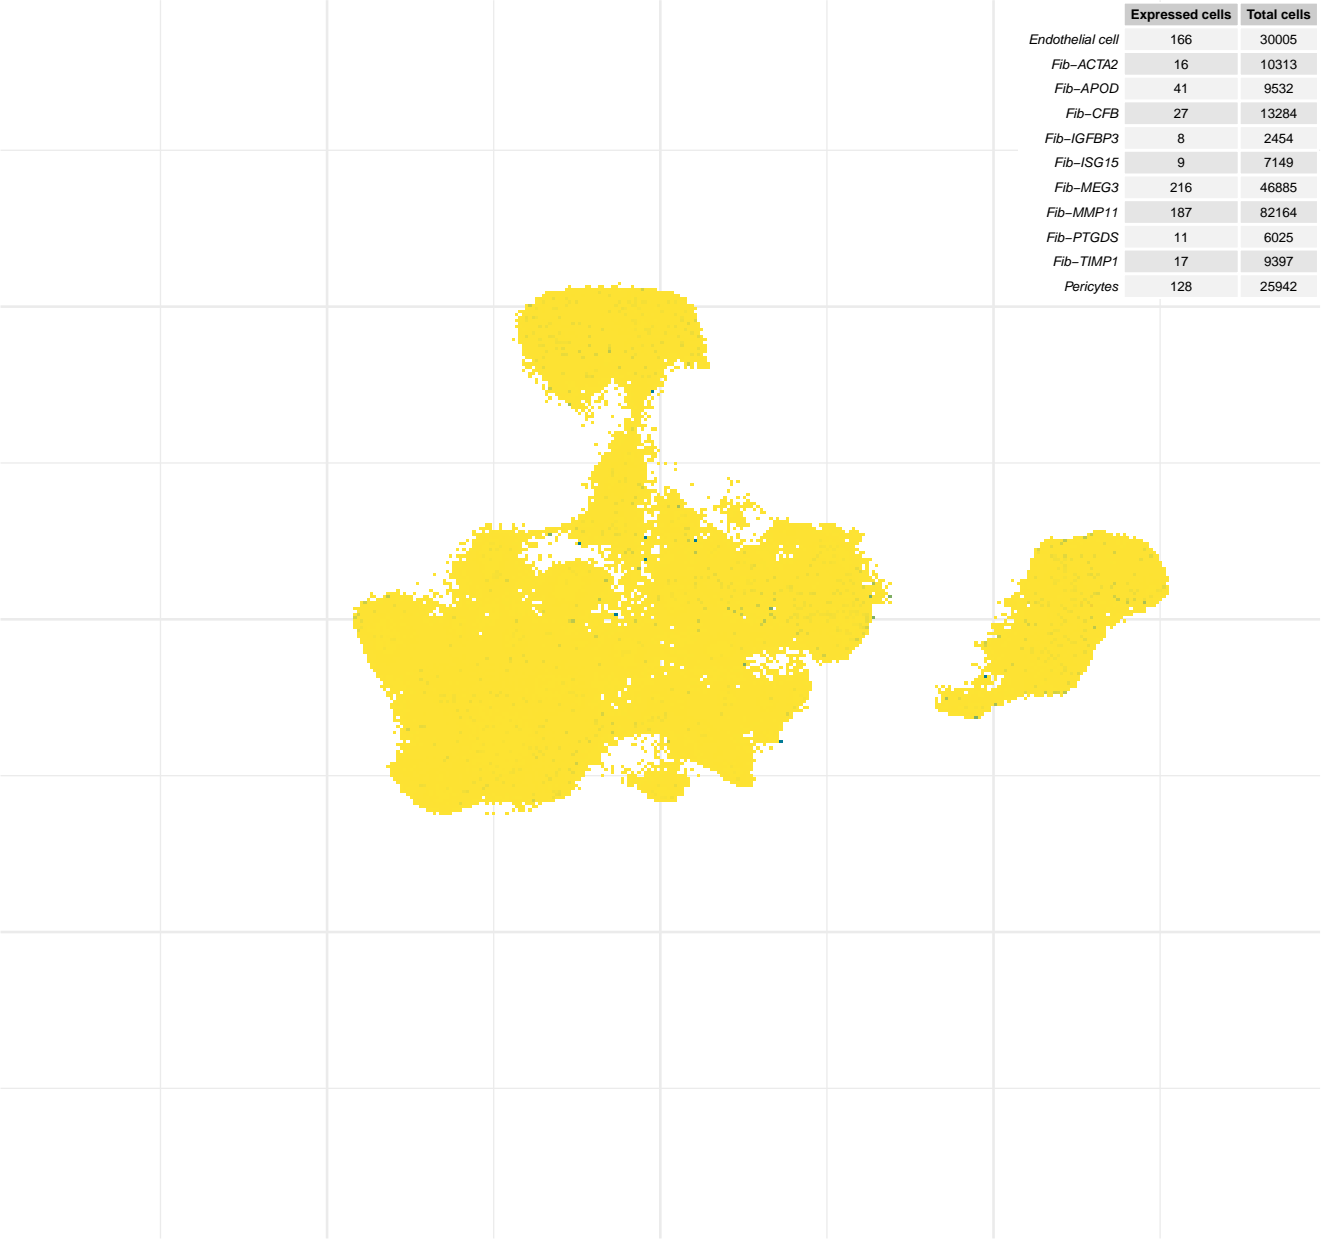 Expressed cells Total cells
Endothelial cell 166 30005
Fib−ACTA2 16 10313
Fib−APOD 41 9532
Fib−CFB 27 13284
Fib−IGFBP3 8 2454
Fib−ISG15 9 7149
Fib−MEG3 216 46885
Fib−MMP11 187 82164
Fib−PTGDS 11 6025
Fib−TIMP1 17 9397
Pericytes 128 25942